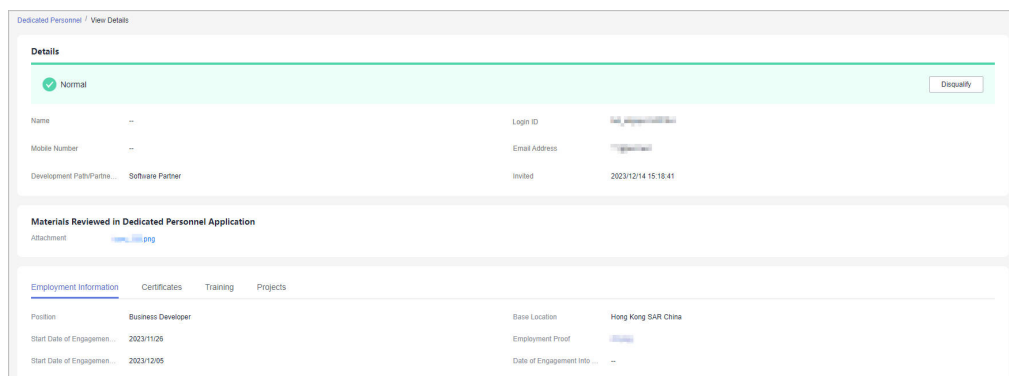 Dedicated Personnel / View Details
Details
Normal
Disqualify
Name -- Login ID
Mobile Number -- Email Address
Development Path/Partne... Software Partner Invited 2023/12/14 15:18:41
Materials Reviewed in Dedicated Personnel Application
Attachment .png
Employment Information Certificates Training Projects
Position Business Developer Base Location Hong Kong SAR China
Start Date of Engagemen... 2023/11/26 Employment Proof
Start Date of Engagemen... 2023/12/05 Date of Engagement Into ... --